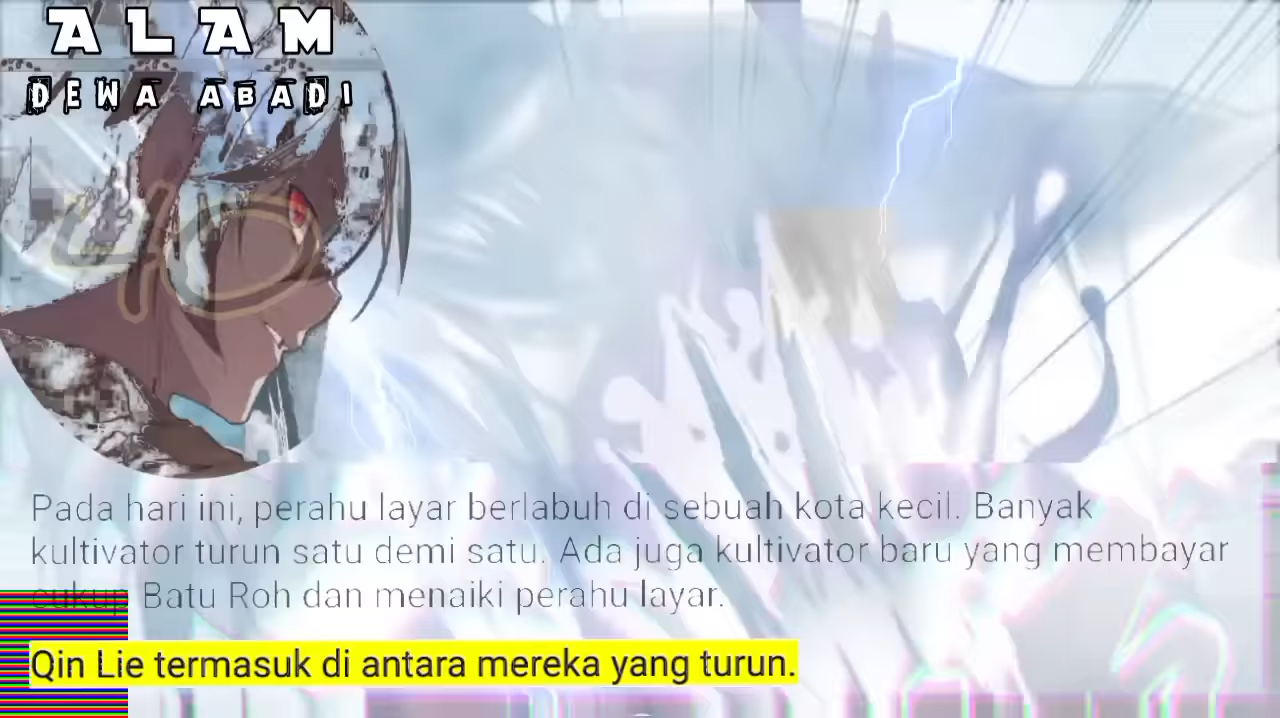 ALAM
DEWA ABADI
Pada hari ini, perahu layar berlabuh di sebuah kota kecil. Banyak
kultivator turun satu demi satu. Ada juga kultivator baru yang membayar
cukup Batu Roh dan menaiki perahu layar.
Qin Lie termasuk di antara mereka yang turun.